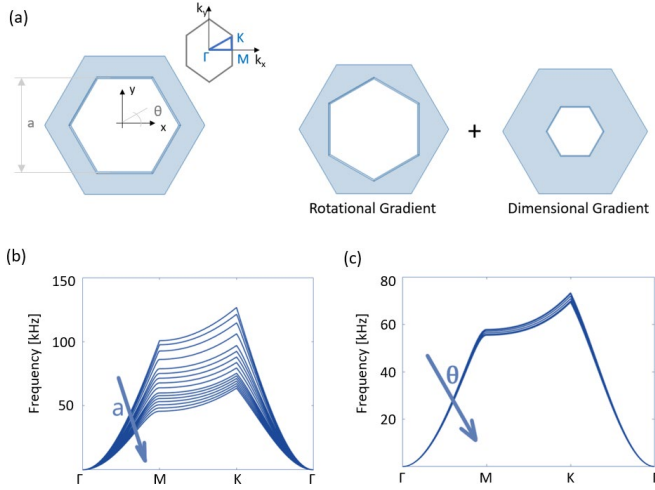 (a)
k_y
K
Γ
M
k_x
a
y
θ
x
+
Rotational Gradient
Dimensional Gradient
(b)
(c)
150
100
50
Frequency [kHz]
a
Γ
M
K
Γ
80
60
40
20
Frequency [kHz]
θ
Γ
M
K